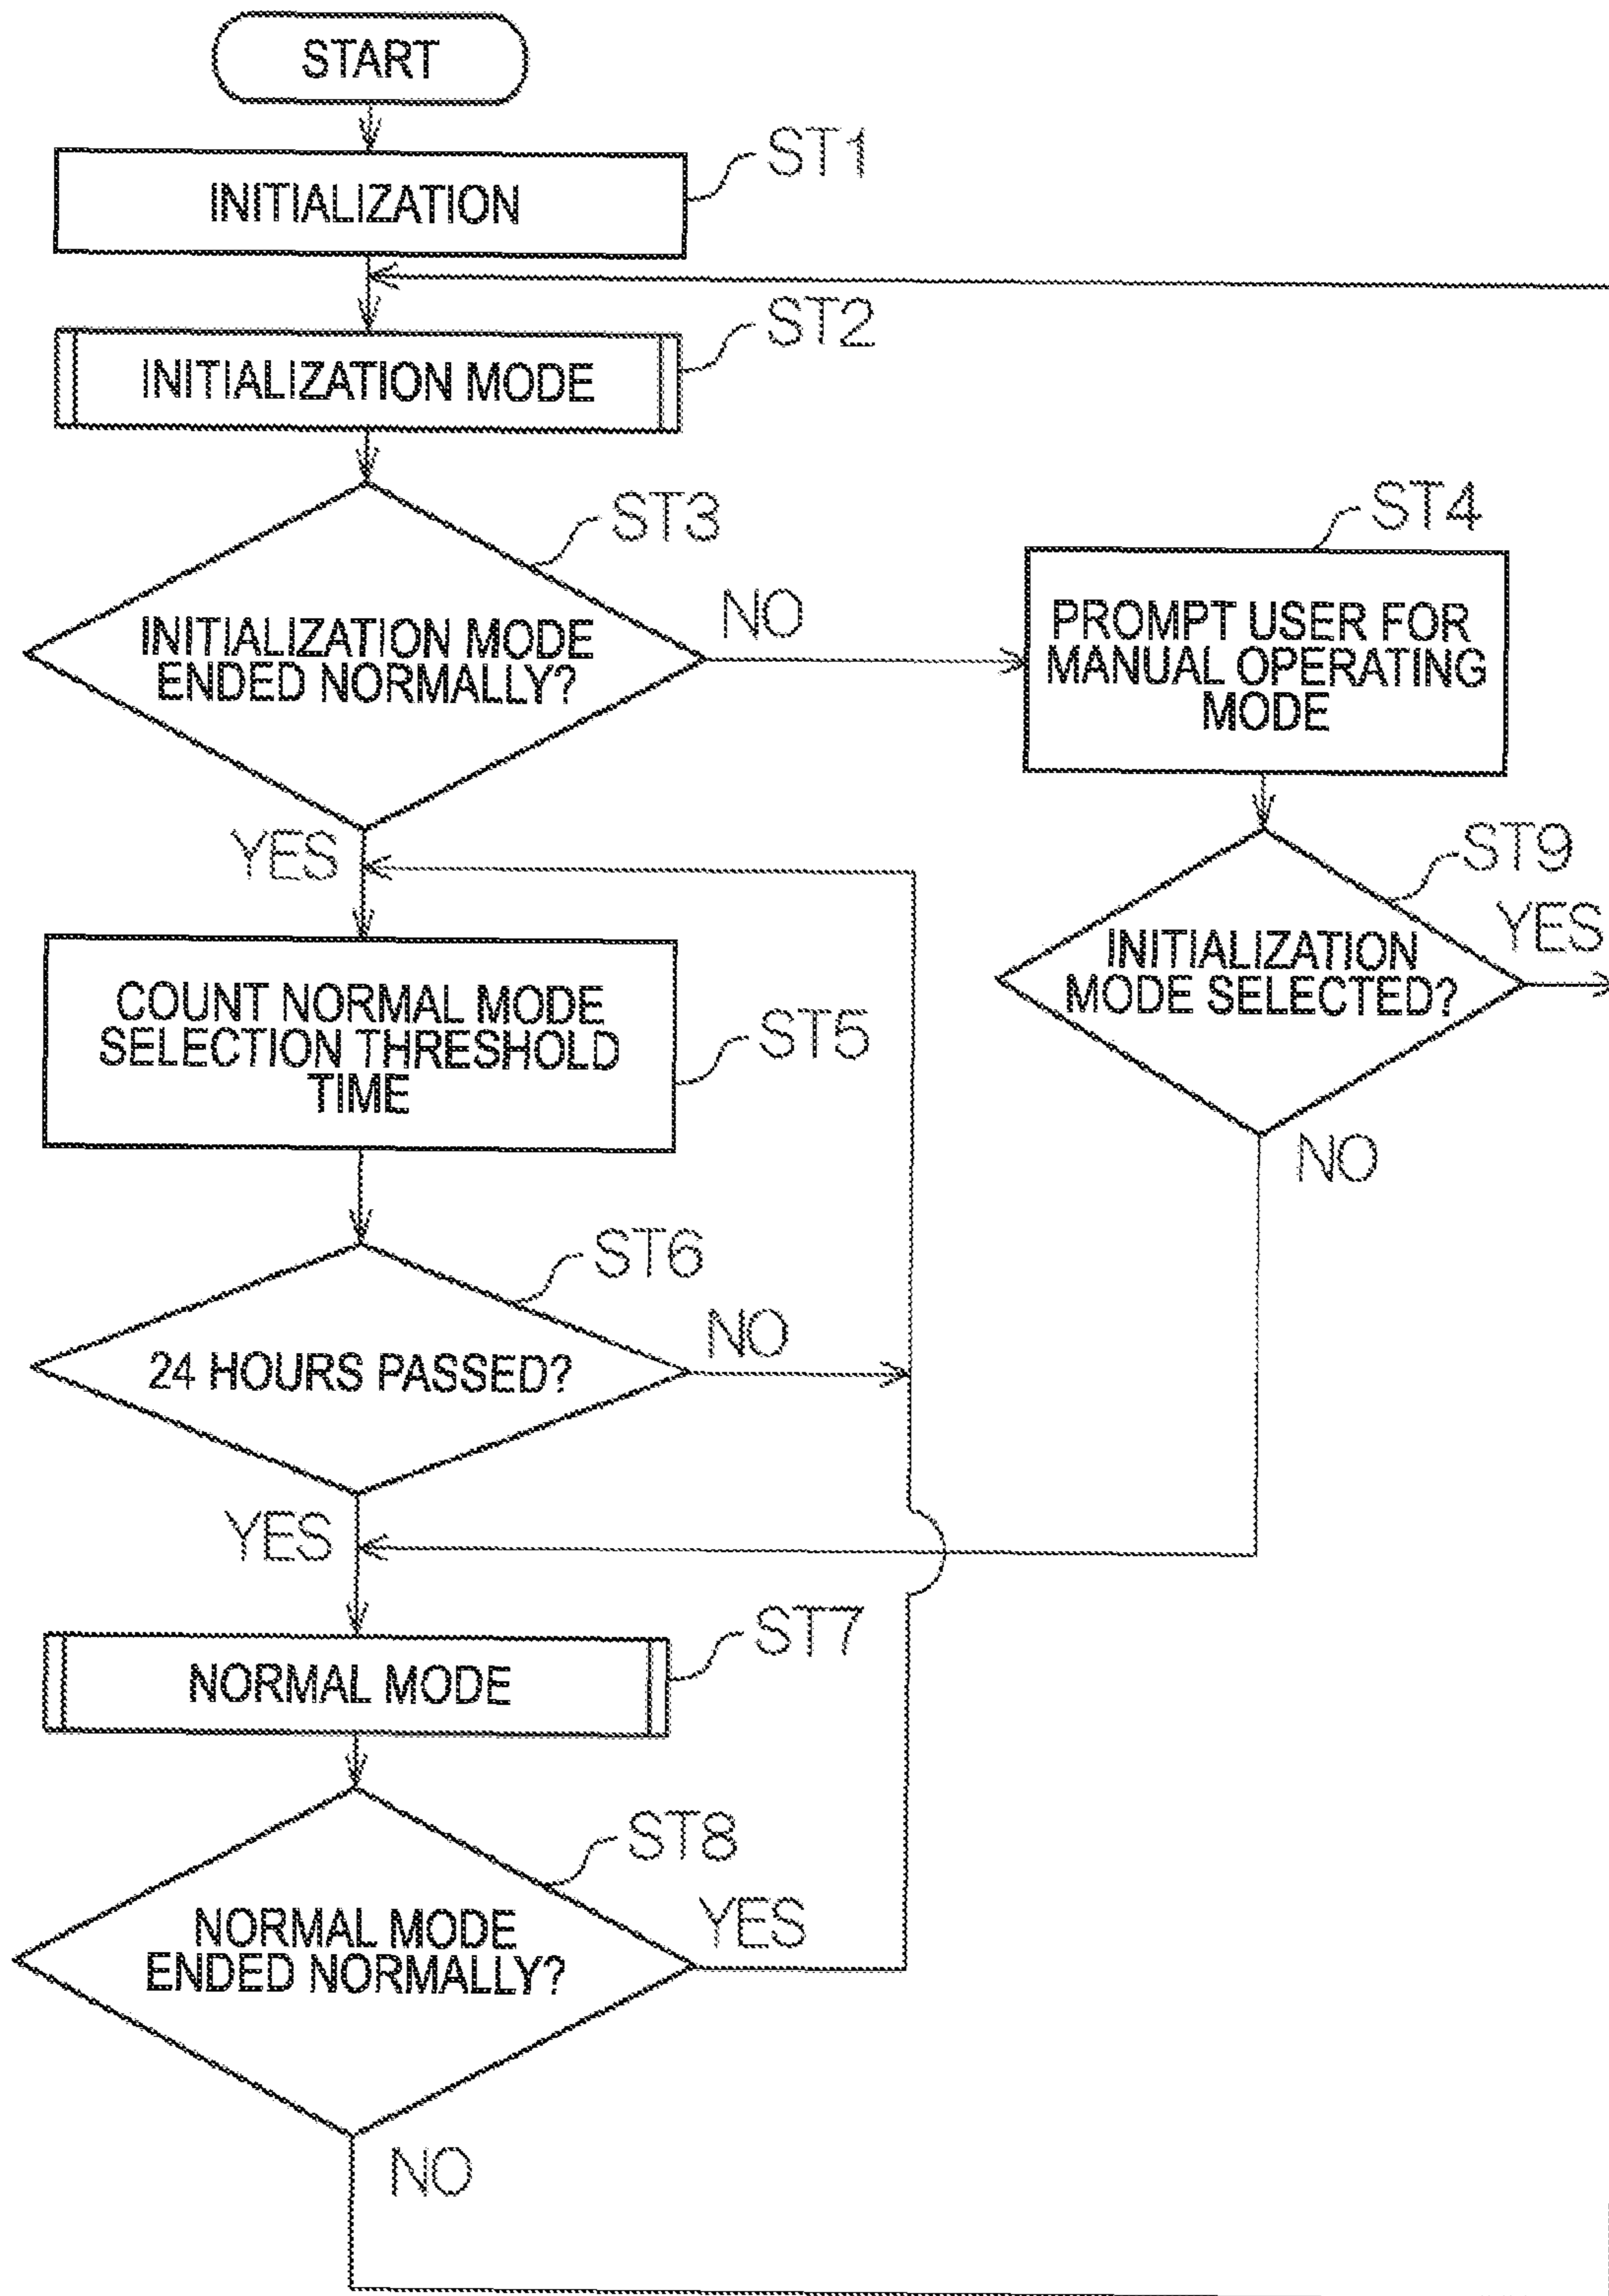 START
ST1
INITIALIZATION
ST2
INITIALIZATION MODE
ST3
INITIALIZATION MODE
ENDED NORMALLY?
NO
ST4
PROMPT USER FOR
MANUAL OPERATING
MODE
YES
ST9
INITIALIZATION
MODE SELECTED?
YES
NO
COUNT NORMAL MODE
SELECTION THRESHOLD
TIME
ST5
ST6
24 HOURS PASSED?
NO
YES
ST7
NORMAL MODE
ST8
NORMAL MODE
ENDED NORMALLY?
YES
NO